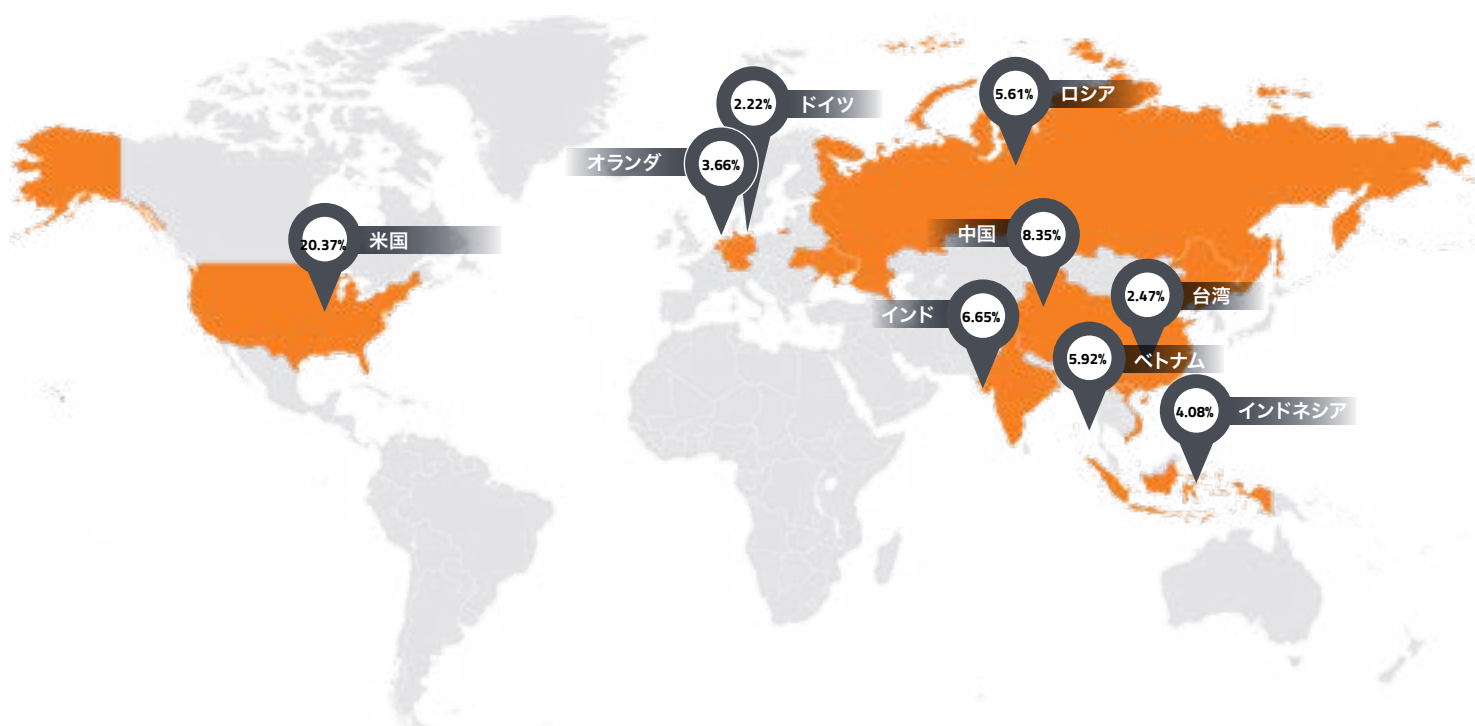 2.22% ドイツ
5.61% ロシア
オランダ 3.66%
20.37% 米国
中国 8.35%
2.47% 台湾
インド 6.65%
5.92% ベトナム
4.08% インドネシア